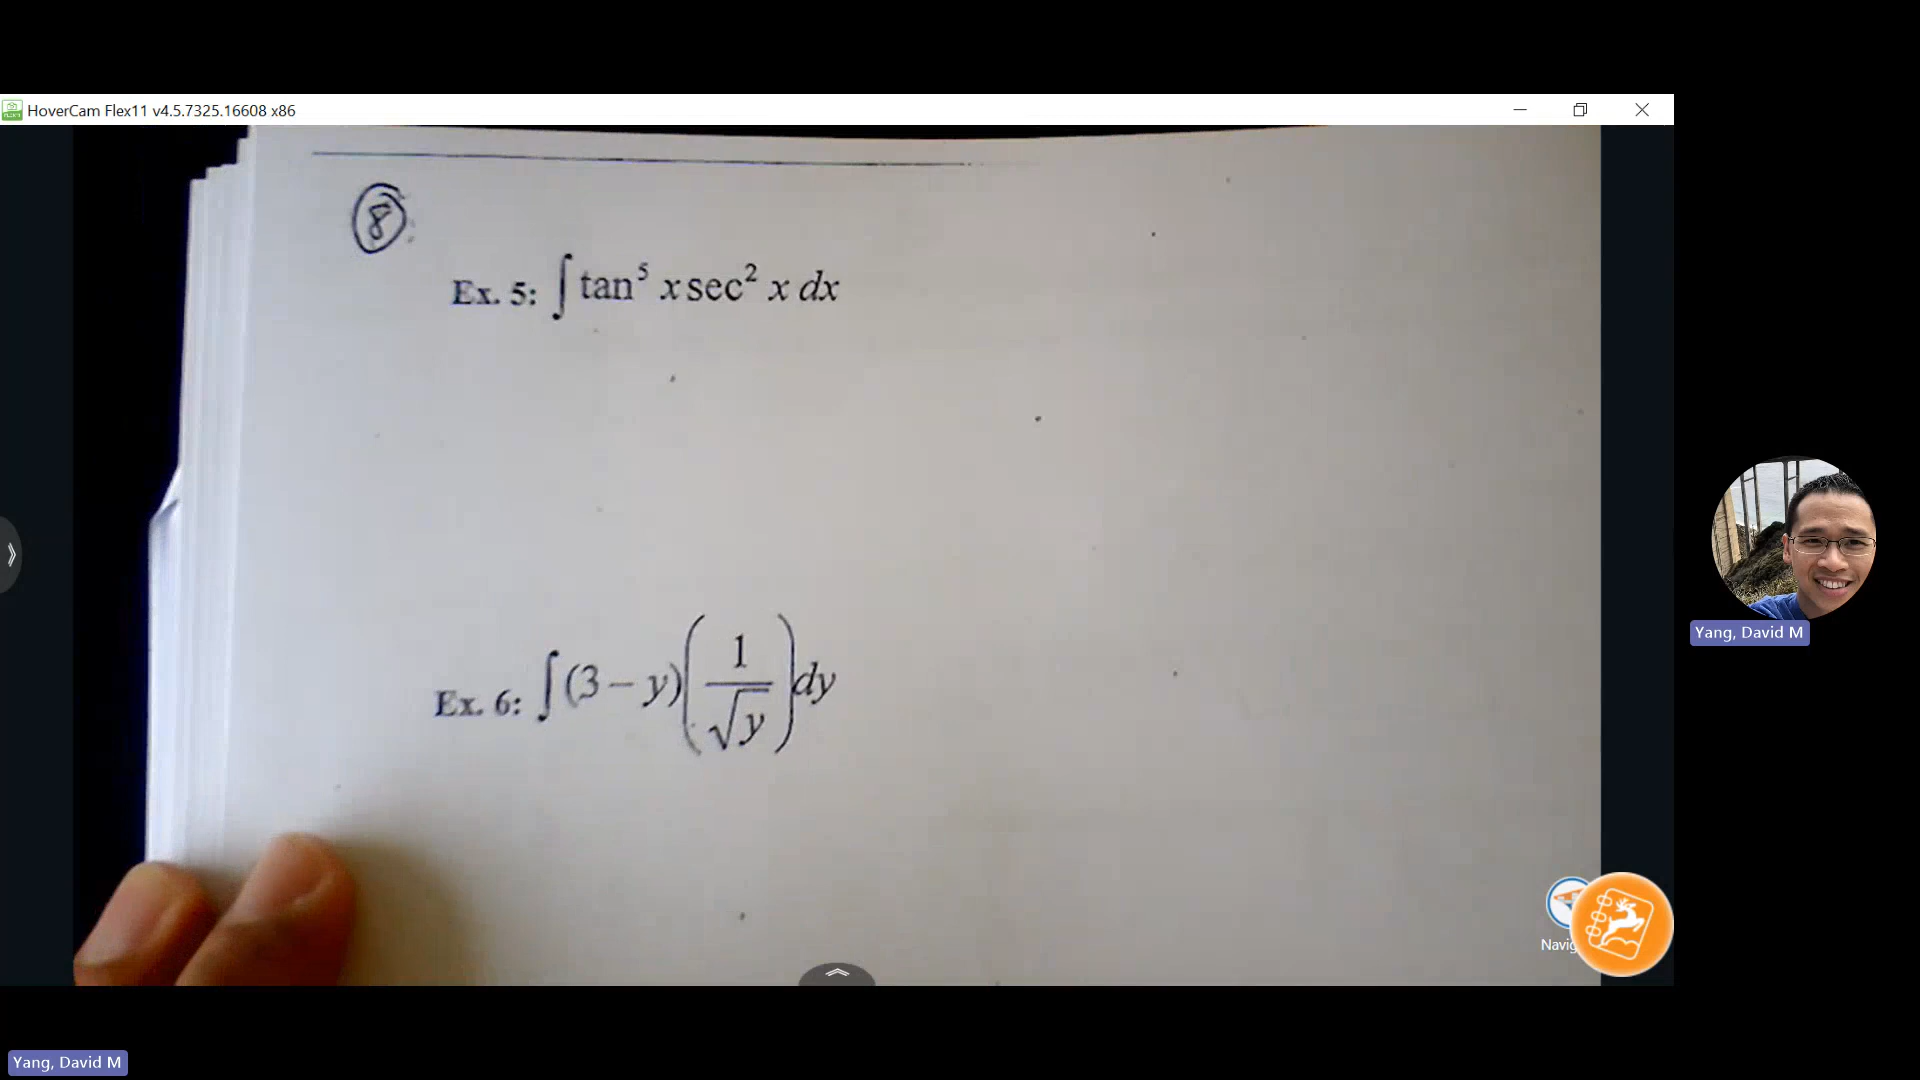 HoverCam Flex11 v4.5.7325.16608 x86
8
Ex. 5: ∫ tan⁵ x sec² x dx
Ex. 6: ∫ (3 − y) (1/√y) dy
Yang, David M
Yang, David M